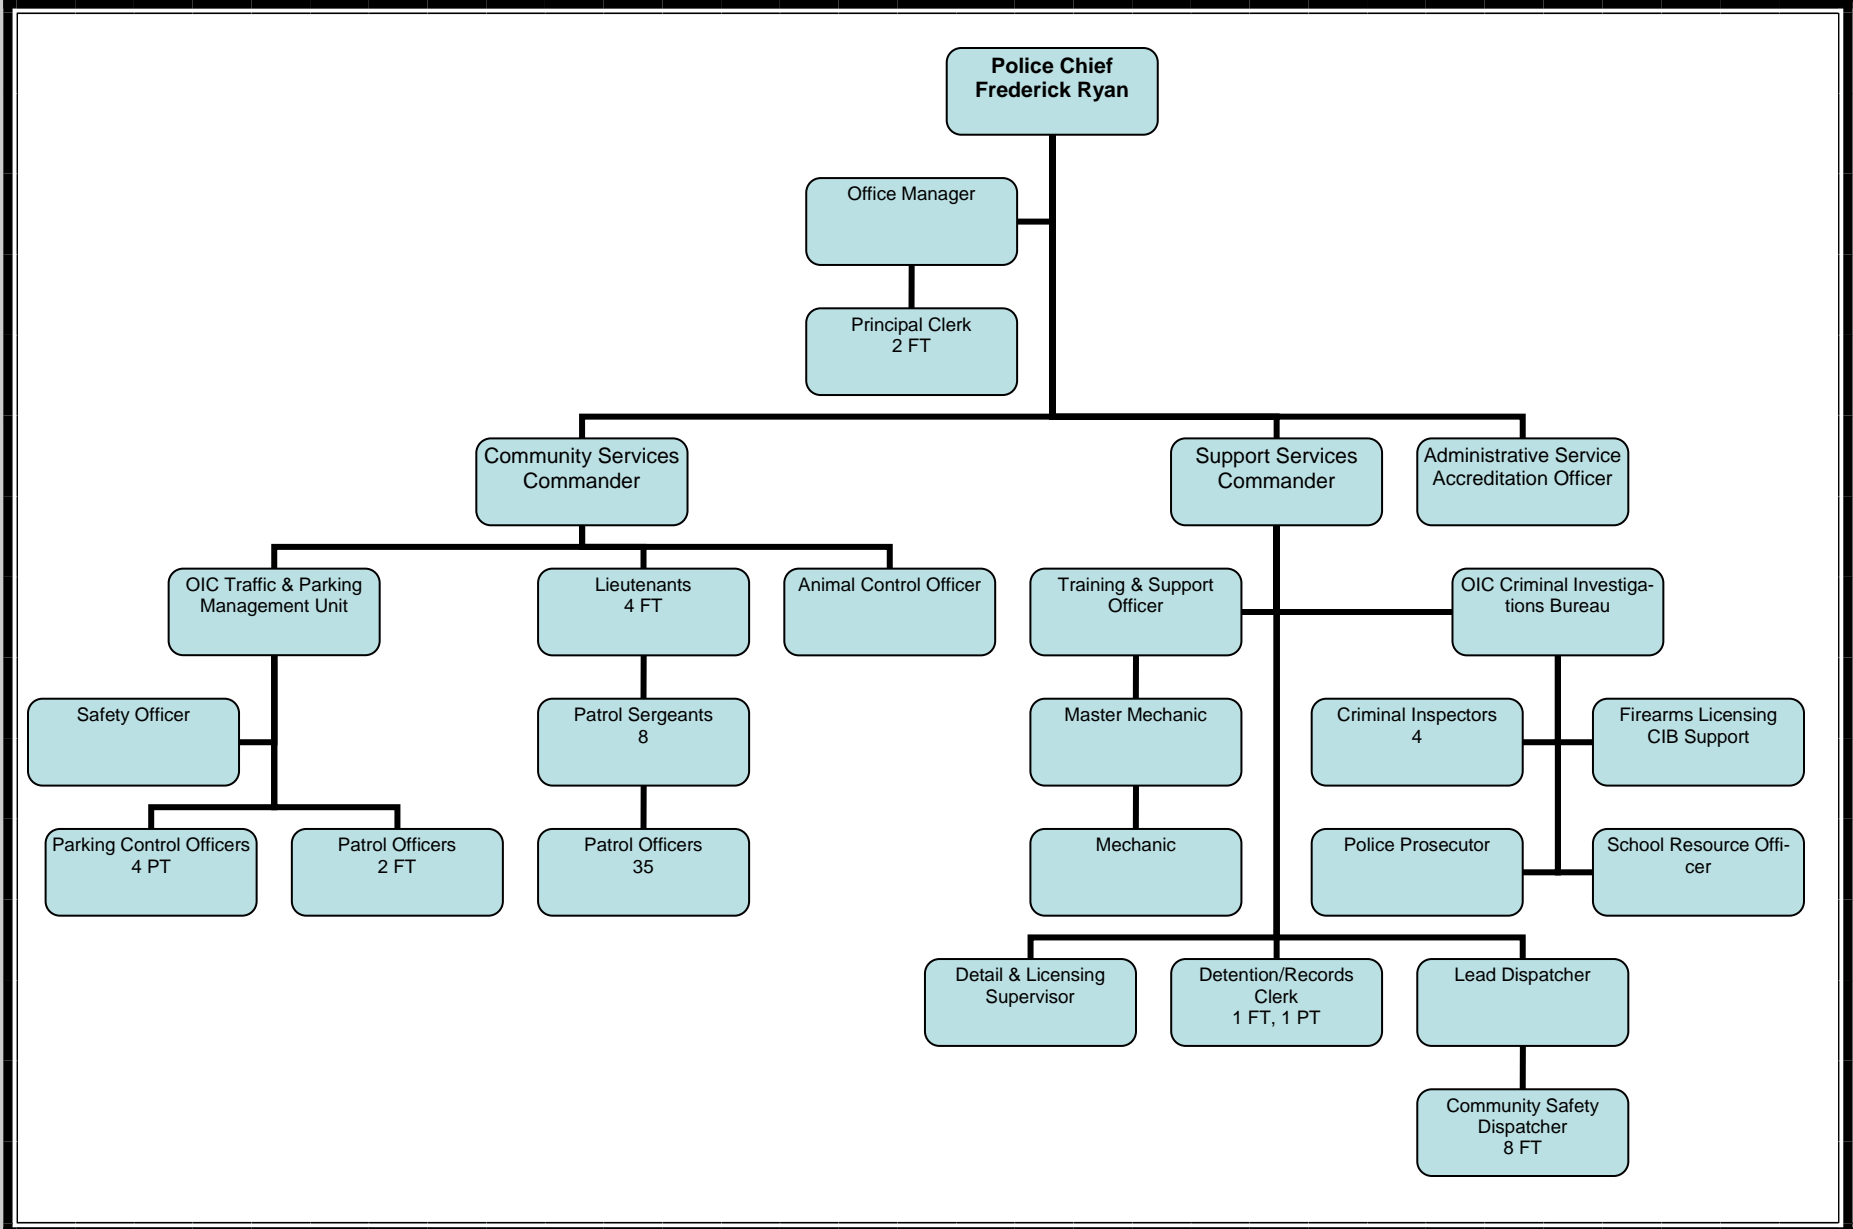 Police Chief
Frederick Ryan
Office Manager
Principal Clerk
2 FT
Community Services
Commander
Support Services
Commander
Administrative Service
Accreditation Officer
OIC Traffic & Parking
Management Unit
Lieutenants
4 FT
Animal Control Officer
Training & Support
Officer
OIC Criminal Investiga-
tions Bureau
Safety Officer
Patrol Sergeants
8
Master Mechanic
Criminal Inspectors
4
Firearms Licensing
CIB Support
Parking Control Officers
4 PT
Patrol Officers
2 FT
Patrol Officers
35
Mechanic
Police Prosecutor
School Resource Offi-
cer
Detail & Licensing
Supervisor
Detention/Records
Clerk
1 FT, 1 PT
Lead Dispatcher
Community Safety
Dispatcher
8 FT